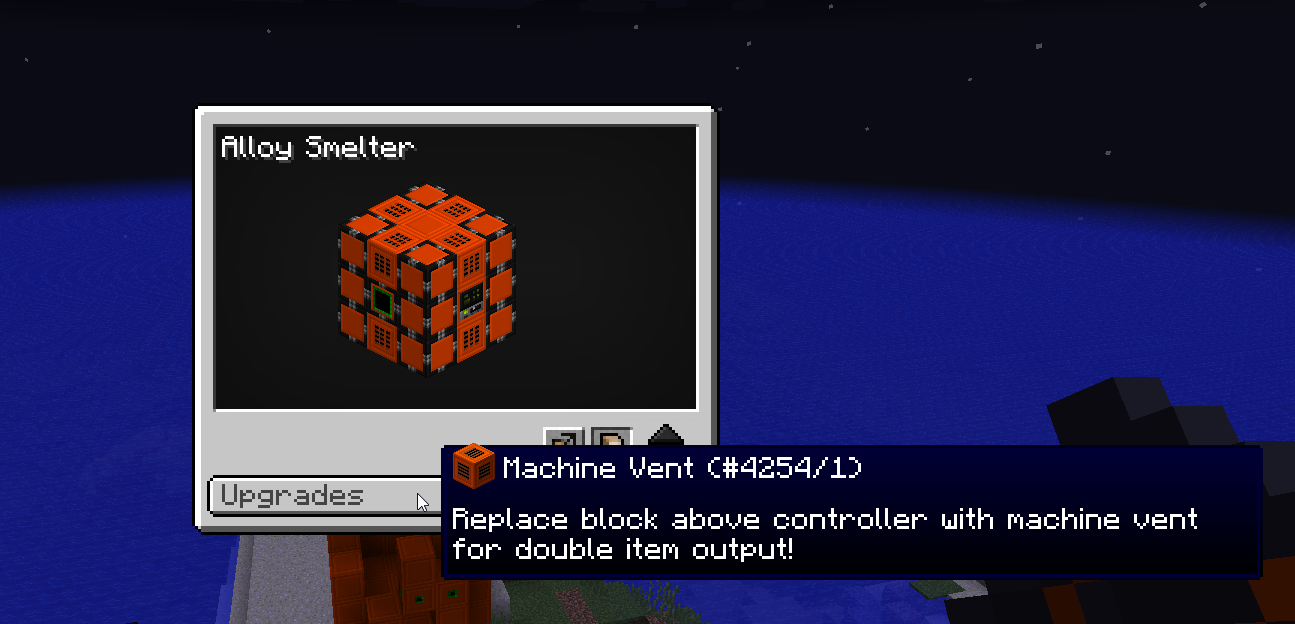 Alloy Smelter
Machine Vent (#4254/1)
Upgrades
Replace block above controller with machine vent
for double item output!